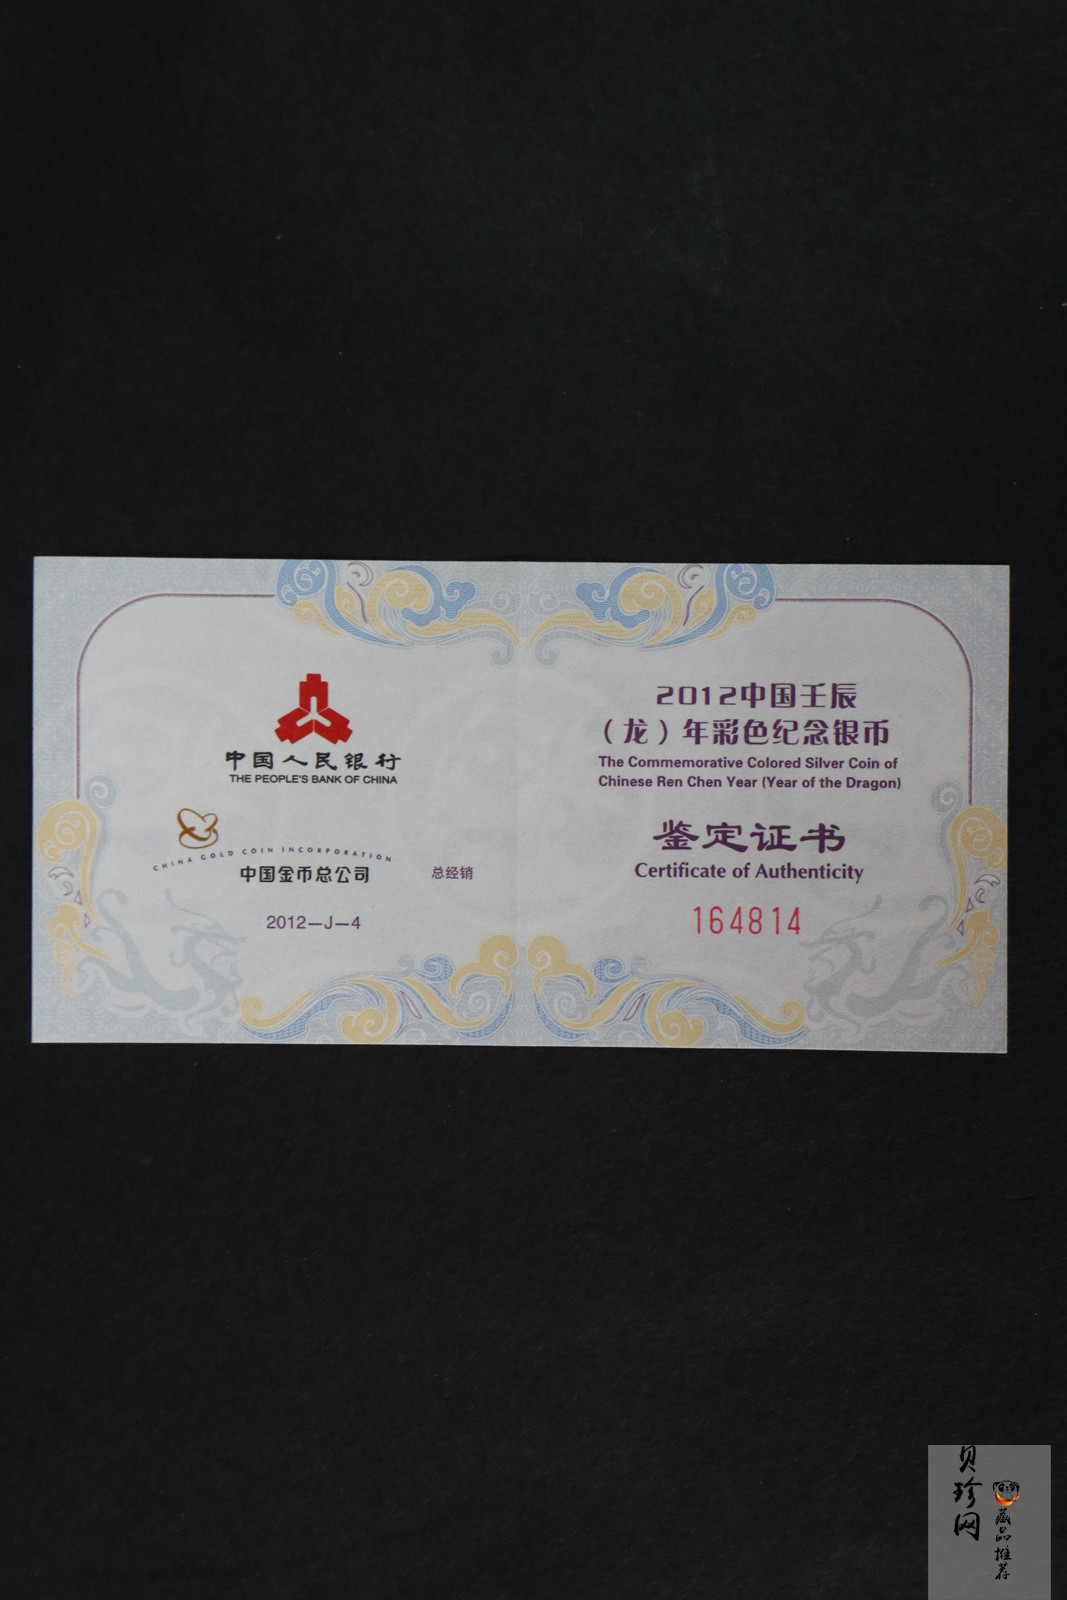 中国人民银行
THE PEOPLE'S BANK OF CHINA
CHINA GOLD COIN INCORPORATION
中国金币总公司 总经销
2012—J—4
2012中国壬辰
（龙）年彩色纪念银币
The Commemorative Colored Silver Coin of
Chinese Ren Chen Year (Year of the Dragon)
鉴定证书
Certificate of Authenticity
164814
贝珍网
藏品推荐